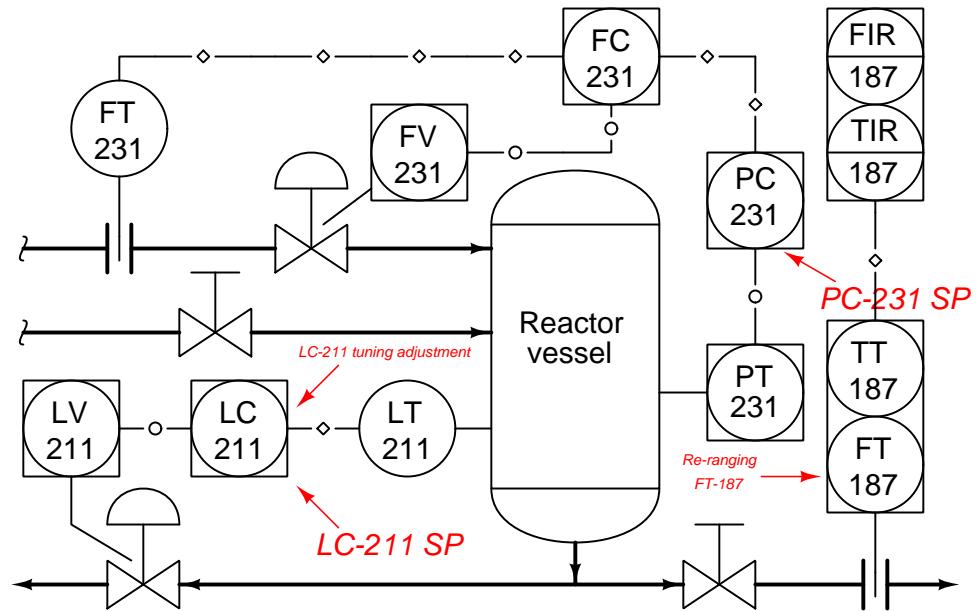 FC
231
FIR
187
FT
231
FV
231
TIR
187
PC
231
PC-231 SP
Reactor
vessel
LC-211 tuning adjustment
LV
211
LC
211
LT
211
PT
231
TT
187
Re-ranging
FT-187
FT
187
LC-211 SP